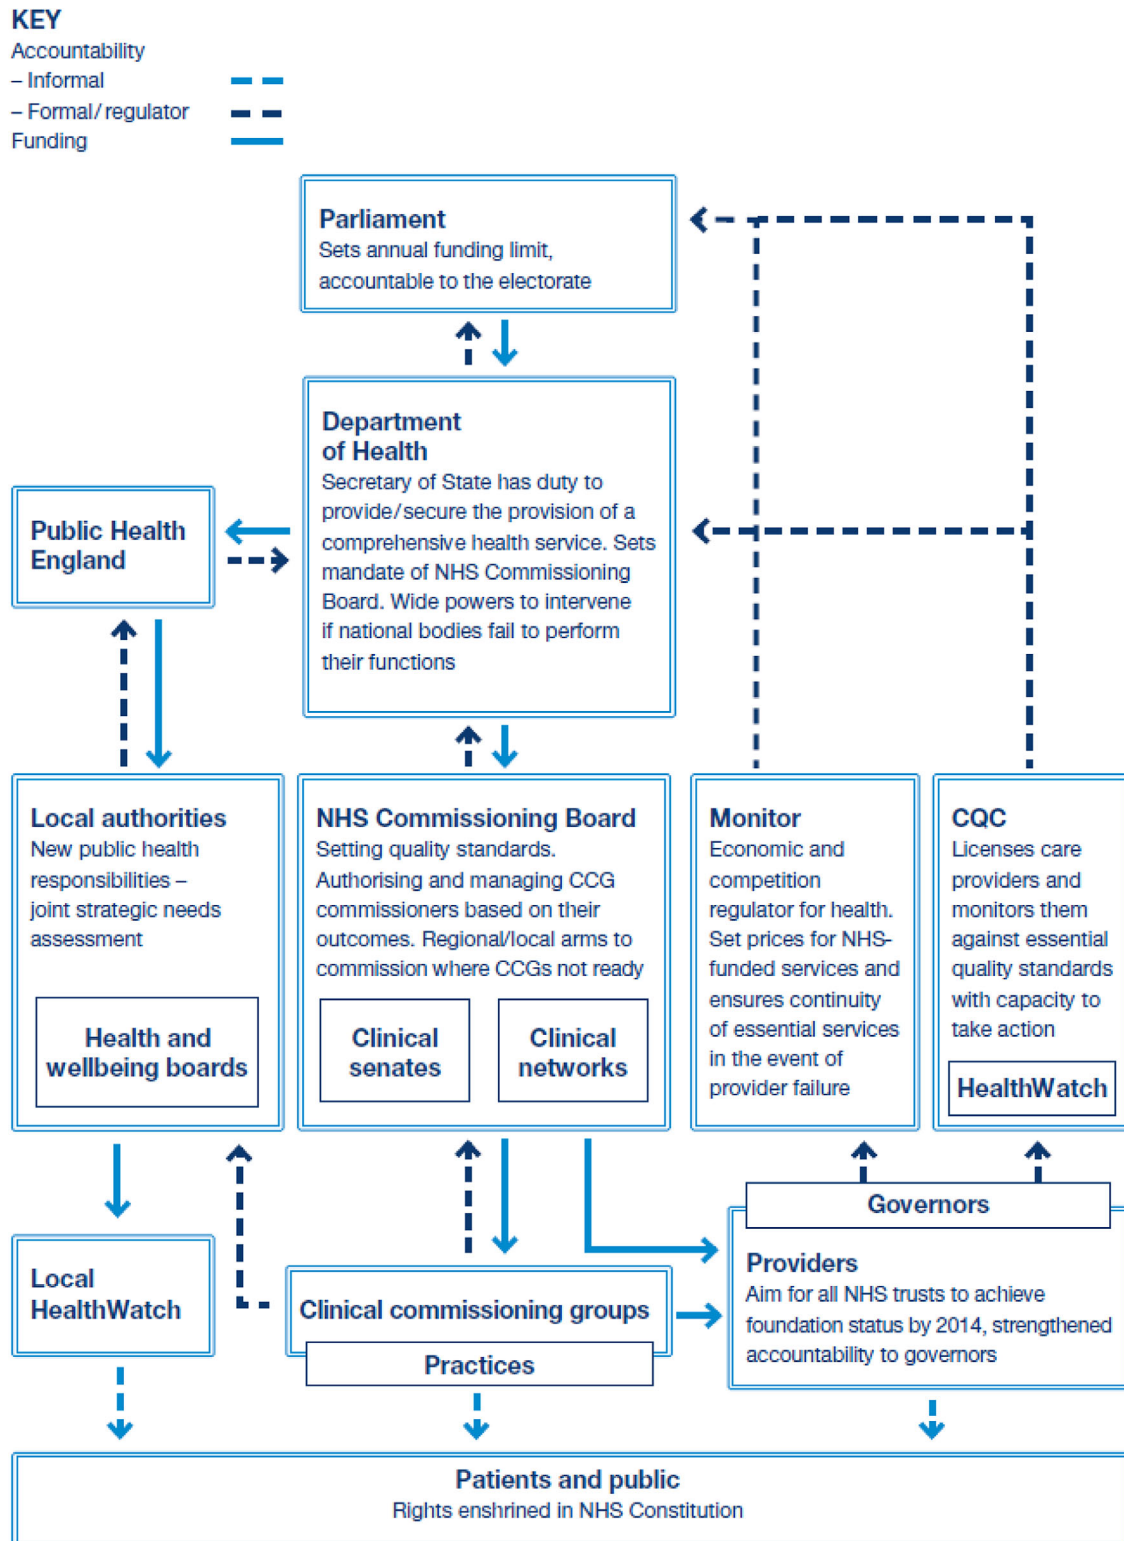 KEY
Accountability
– Informal
– Formal/regulator
Funding
Parliament
Sets annual funding limit,
accountable to the electorate
Department
of Health
Secretary of State has duty to
provide/secure the provision of a
comprehensive health service. Sets
mandate of NHS Commissioning
Board. Wide powers to intervene
if national bodies fail to perform
their functions
Public Health
England
Local authorities
New public health
responsibilities –
joint strategic needs
assessment
Health and
wellbeing boards
NHS Commissioning Board
Setting quality standards.
Authorising and managing CCG
commissioners based on their
outcomes. Regional/local arms to
commission where CCGs not ready
Clinical
senates
Clinical
networks
Monitor
Economic and
competition
regulator for health.
Set prices for NHS-
funded services and
ensures continuity
of essential services
in the event of
provider failure
CQC
Licenses care
providers and
monitors them
against essential
quality standards
with capacity to
take action
HealthWatch
Local
HealthWatch
Clinical commissioning groups
Practices
Governors
Providers
Aim for all NHS trusts to achieve
foundation status by 2014, strengthened
accountability to governors
Patients and public
Rights enshrined in NHS Constitution